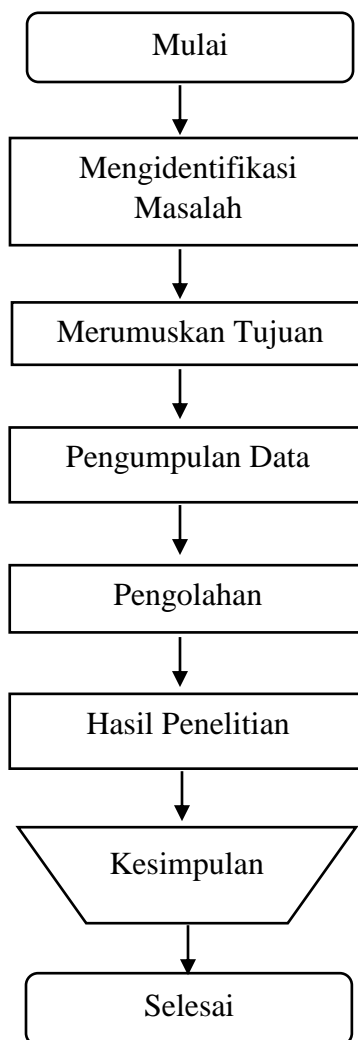 Mulai
Mengidentifikasi
Masalah
Merumuskan Tujuan
Pengumpulan Data
Pengolahan
Hasil Penelitian
Kesimpulan
Selesai